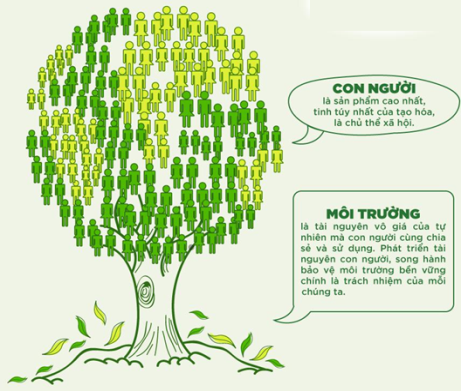 CON NGƯỜI
là sản phẩm cao nhất,
tinh túy nhất của tạo hóa,
là chủ thể xã hội.
MÔI TRƯỜNG
là tài nguyên vô giá của tự
nhiên mà con người cùng chia
sẻ và sử dụng. Phát triển tài
nguyên con người, song hành
bảo vệ môi trường bền vững
chính là trách nhiệm của mỗi
chúng ta.